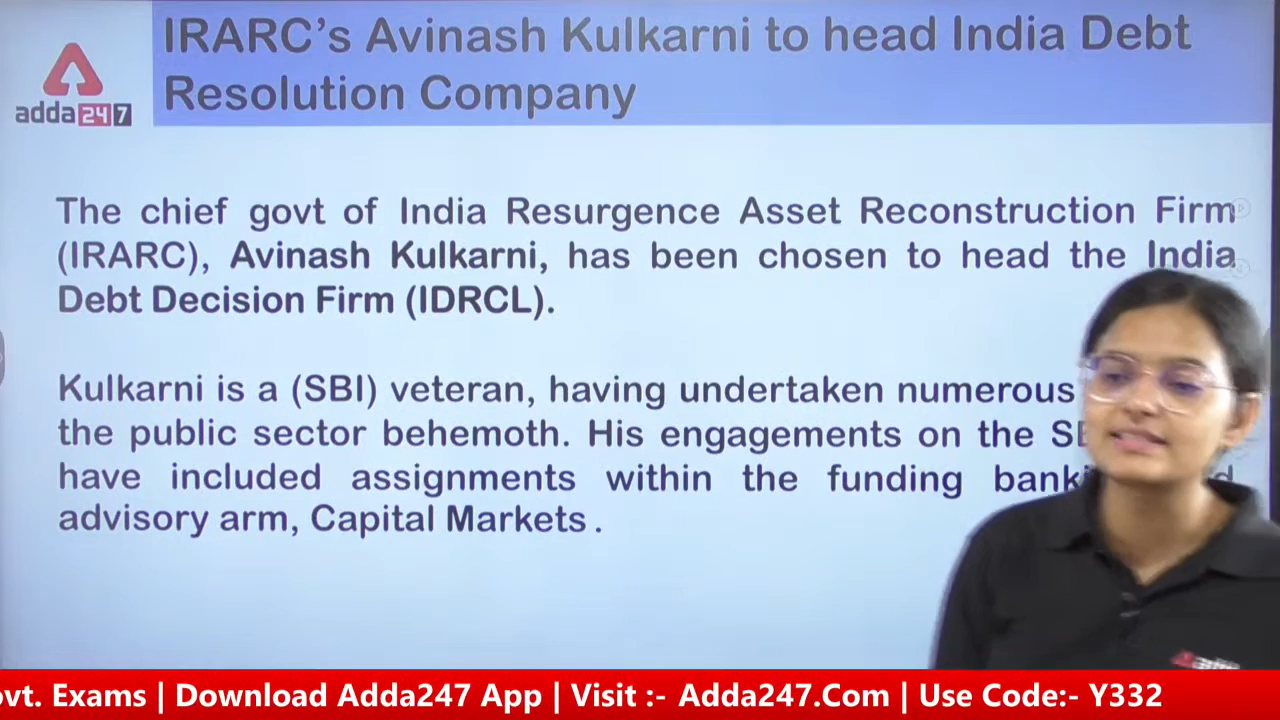 IRARC’s Avinash Kulkarni to head India Debt
Resolution Company
adda247
The chief govt of India Resurgence Asset Reconstruction Firm
(IRARC), Avinash Kulkarni, has been chosen to head the India
Debt Decision Firm (IDRCL).
Kulkarni is a (SBI) veteran, having undertaken numerous
the public sector behemoth. His engagements on the
have included assignments within the funding
advisory arm, Capital Markets.
Exams | Download Adda247 App | Visit :- Adda247.Com | Use Code:- Y332